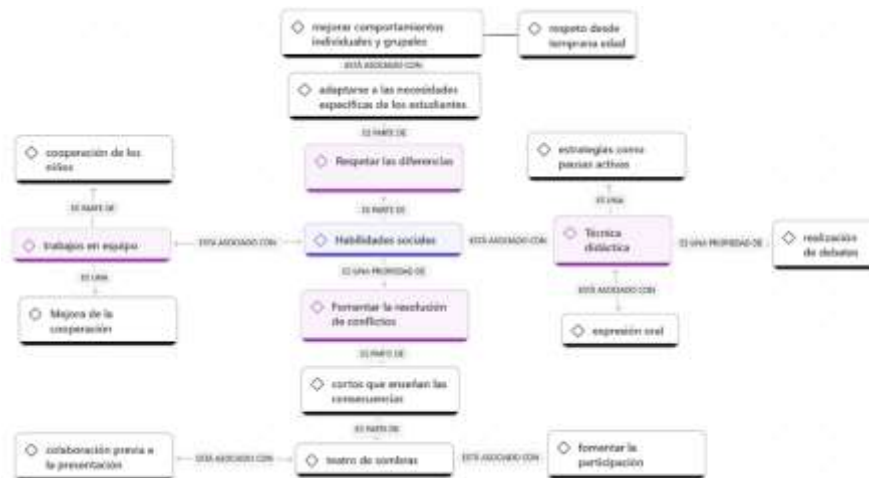 mejorar comportamientos
individuales y grupales
respeto desde
temprana edad
ESTÁ ASOCIADO CON
adaptarse a las necesidades
específicas de los estudiantes
ES PARTE DE
cooperación de los
niños
Respetar las diferencias
estrategias como
pausas activas
ES PARTE DE
ES PARTE DE
ES UNA
trabajos en equipo
ESTÁ ASOCIADO CON
Habilidades sociales
ESTÁ ASOCIADO CON
Técnica
didáctica
ES UNA PROPIEDAD DE
realización
de debates
ES UNA
ES UNA PROPIEDAD DE
ESTÁ ASOCIADO CON
Mejora de la
cooperación
Fomentar la resolución
de conflictos
expresión oral
ES PARTE DE
cortos que enseñan las
consecuencias
ES PARTE DE
colaboración previa a
la presentación
ESTÁ ASOCIADO CON
teatro de sombras
ESTÁ ASOCIADO CON
fomentar la
participación